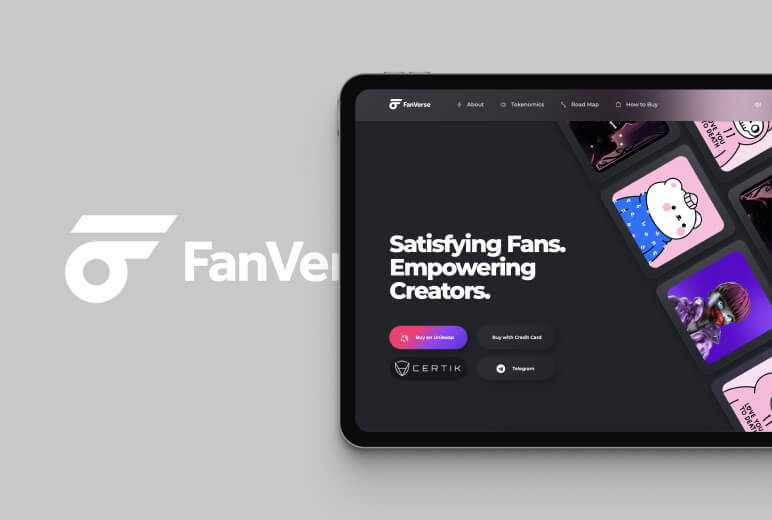 FanVer
FanVerse
About
Tokenomics
Road Map
How to Buy
LOVE YOU
TO DEATH
Satisfying Fans.
Empowering
Creators.
Buy on Uniswap
Buy with Credit Card
CERTIK
Telegram
I LOVE YOU
TO DEATH